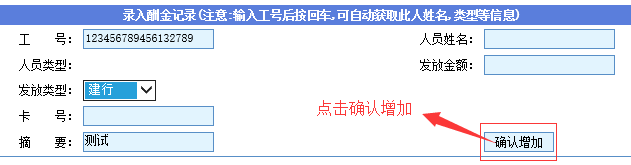 录入酬金记录(注意:输入工号后按回车,可自动获取此人姓名,类型等信息)
工 号: 123456789456132789 人员姓名:
人员类型: 发放金额:
发放类型: 建行
卡 号: 点击确认增加
摘 要: 测试 确认增加